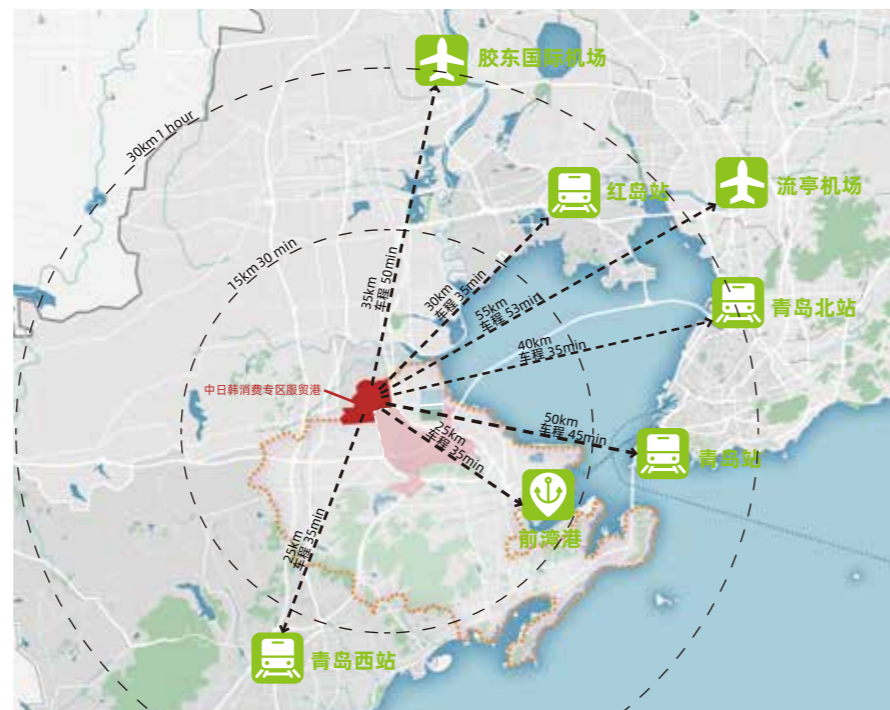 胶东国际机场
30km 1 hour
红岛站
流亭机场
15km 30 min
35km
车程 50min
30km
车程 35min
55km
车程 53min
青岛北站
40km
车程 35min
中日韩消费专区服贸港
50km
车程 45min
25km
车程 35min
青岛站
前湾港
25km
车程 35min
青岛西站